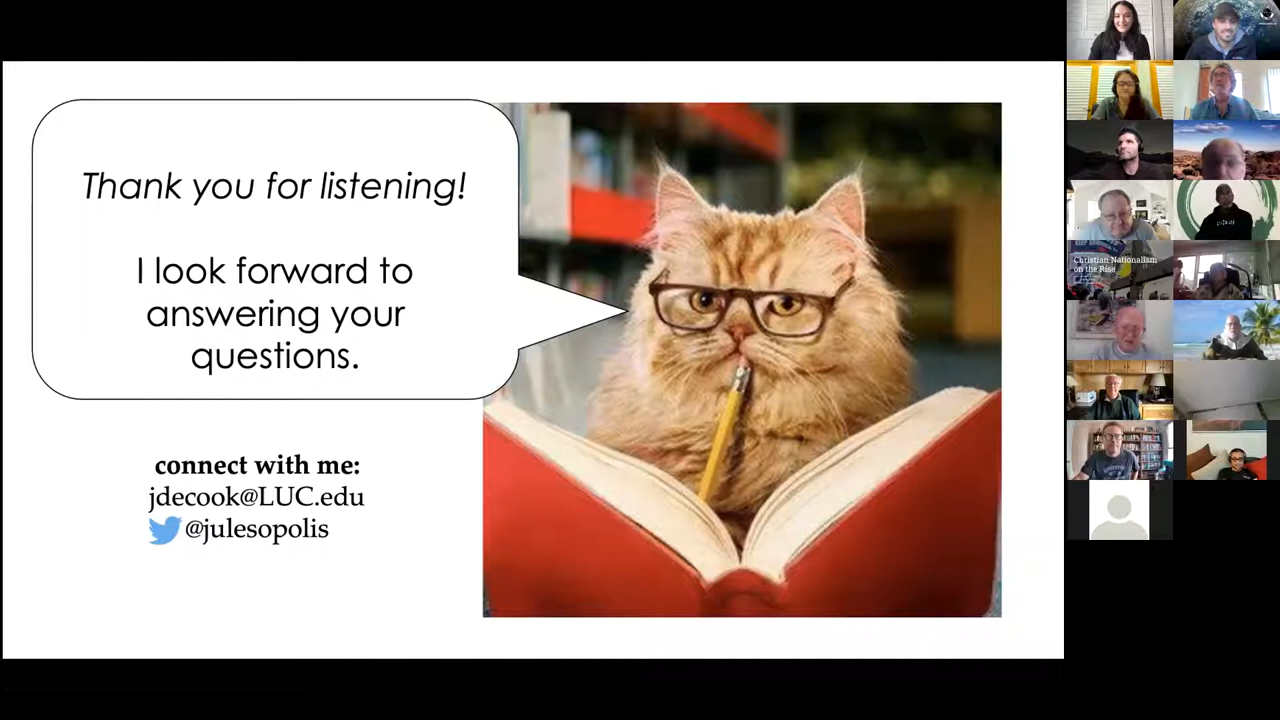 Thank you for listening!
I look forward to
answering your
questions.
connect with me:
jdecook@LUC.edu
@julesopolis
Christian Nationalism
on the Rise